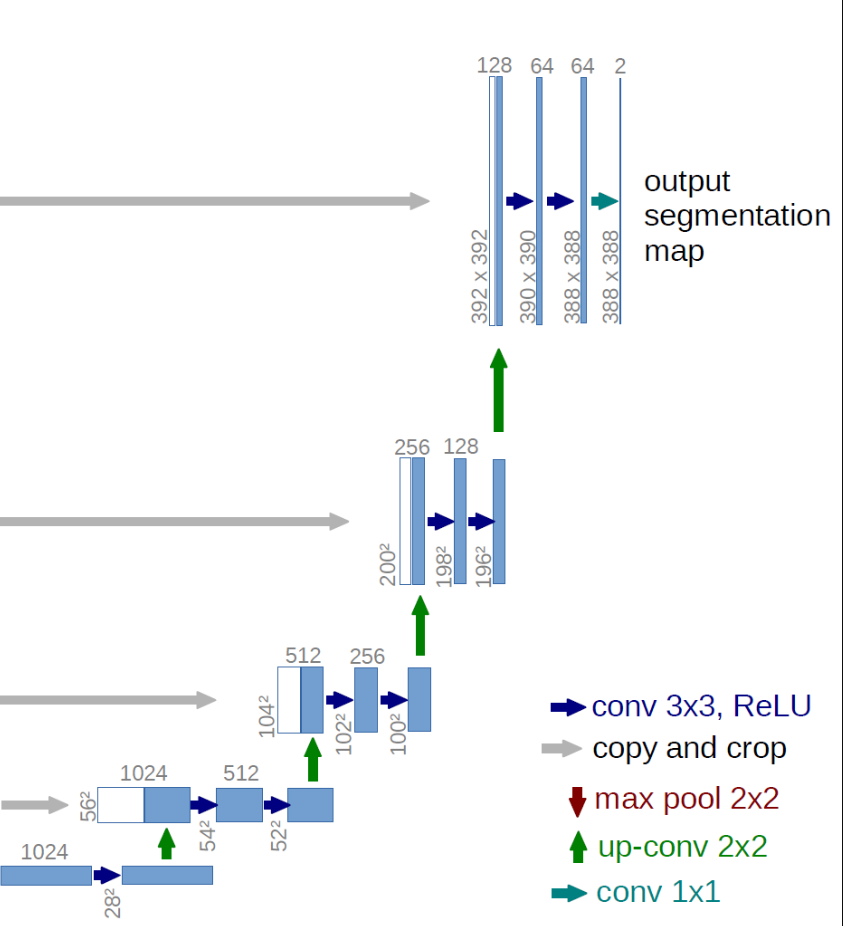 128 64 64 2
output
segmentation
map
392 x 392
390 x 390
388 x 388
388 x 388
256 128
200²
198²
196²
512 256
104²
102²
100²
1024 512
56²
54²
52²
1024
28²
conv 3x3, ReLU
copy and crop
max pool 2x2
up-conv 2x2
conv 1x1